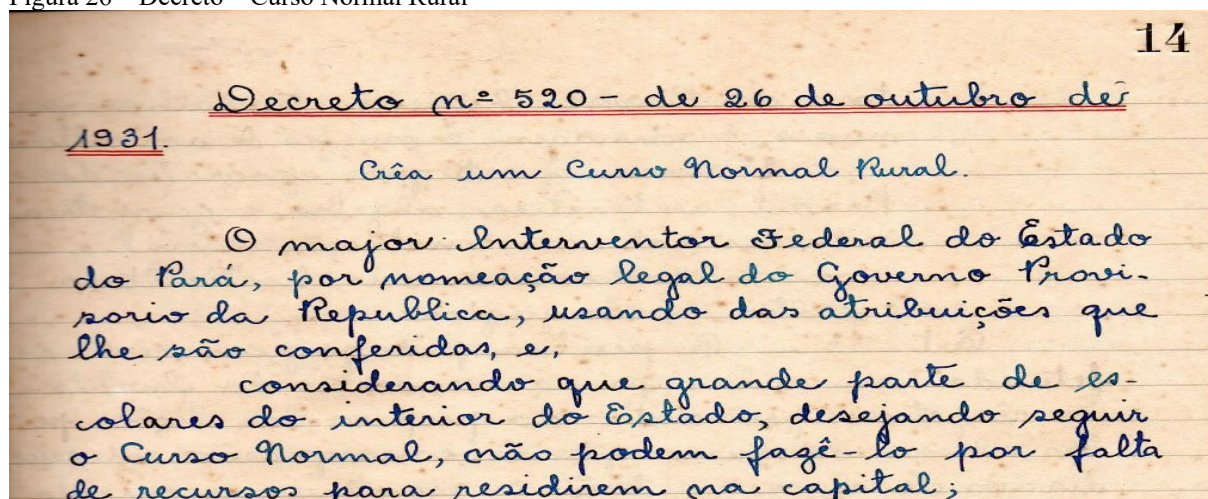 Figura 20 – Decreto – Curso Normal Rural
14
Decreto nº 520 - de 26 de outubro de
1931.
Crêa um Curso Normal Rural.
O major Interventor Federal do Estado
do Pará, por nomeação legal do Governo Provi-
sorio da Republica, usando das atribuições que
lhe são conferidas, e,
considerando que grande parte de es-
colares do interior do Estado, desejando seguir
o Curso Normal, não podem fazê-lo por falta
de recursos para residirem na capital;